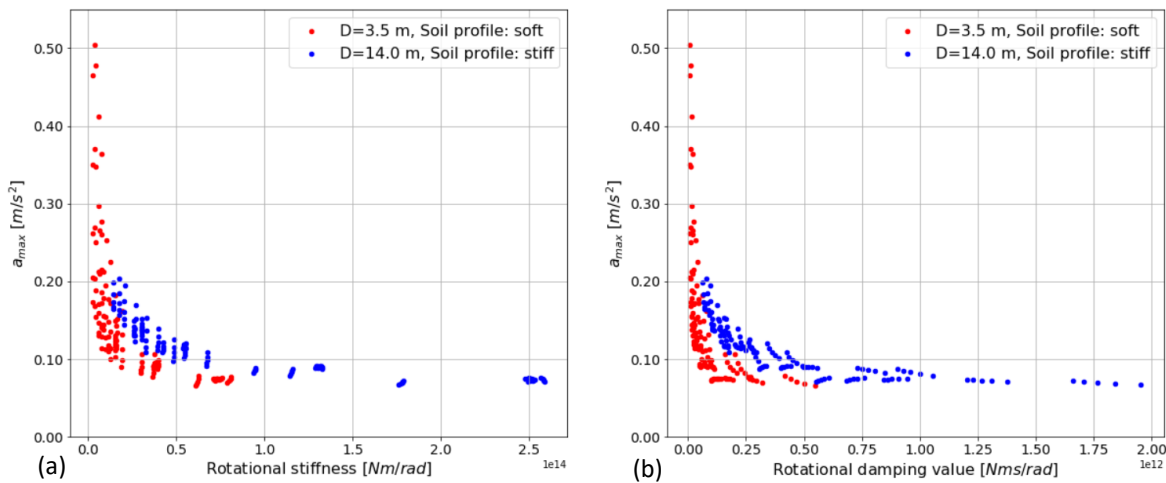 D=3.5 m, Soil profile: soft
D=14.0 m, Soil profile: stiff
0.50
0.40
0.30
0.20
0.10
0.00
a_max [m/s^2]
0.0 0.5 1.0 1.5 2.0 2.5
1e14
(a) Rotational stiffness [Nm/rad]
D=3.5 m, Soil profile: soft
D=14.0 m, Soil profile: stiff
0.50
0.40
0.30
0.20
0.10
0.00
a_max [m/s^2]
0.00 0.25 0.50 0.75 1.00 1.25 1.50 1.75 2.00
1e12
(b) Rotational damping value [Nms/rad]